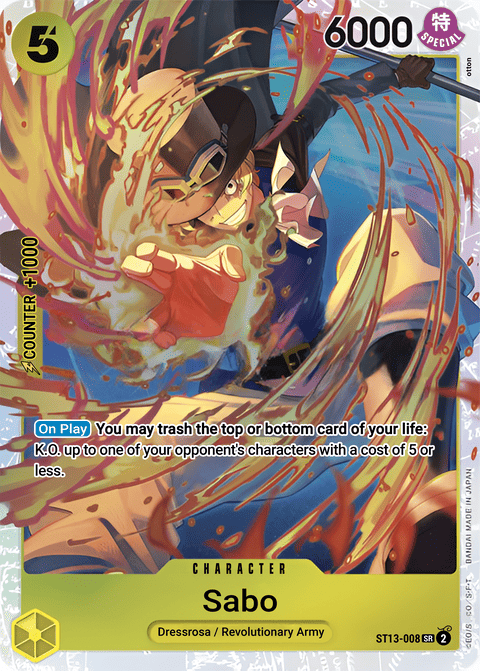 5
6000
特
SPECIAL
otton
COUNTER +1000
On Play You may trash the top or bottom card of your life:
K.O. up to one of your opponent's characters with a cost of 5 or
less.
©E.O/S. ©O/S-F-T. BANDAI MADE IN JAPAN
CHARACTER
Sabo
Dressrosa / Revolutionary Army
ST13-008 SR 2